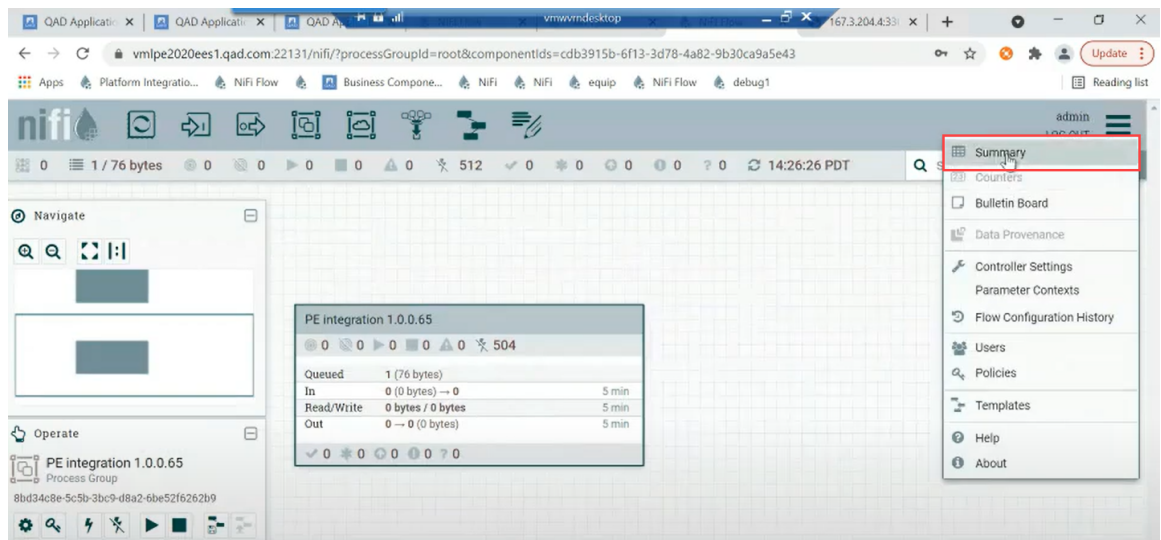 QAD Applicatio
QAD Applicatio
QAD Ap
vmwvmdesktop
167.3.204.4:33
vmlpe2020ees1.qad.com:22131/nifi/?processGroupId=root&componentIds=cdb3915b-6f13-3d78-4a82-9b30ca9a5e43
Update
Apps
Platform Integratio...
NiFi Flow
Business Compone...
NiFi
NiFi
equip
NiFi Flow
debug1
Reading list
nifi
admin
LOG OUT
0
1 / 76 bytes
0
0
0
0
0
512
0
0
0
0
? 0
14:26:26 PDT
Summary
Counters
Bulletin Board
Data Provenance
Controller Settings
Parameter Contexts
Flow Configuration History
Users
Policies
Templates
Help
About
Navigate
PE integration 1.0.0.65
0 0 0 0 0 504
Queued 1 (76 bytes)
In 0 (0 bytes) → 0 5 min
Read/Write 0 bytes / 0 bytes 5 min
Out 0 → 0 (0 bytes) 5 min
0 0 0 0 ? 0
Operate
PE integration 1.0.0.65
Process Group
8bd34c8e-5c5b-3bc9-d8a2-6be52f6262b9